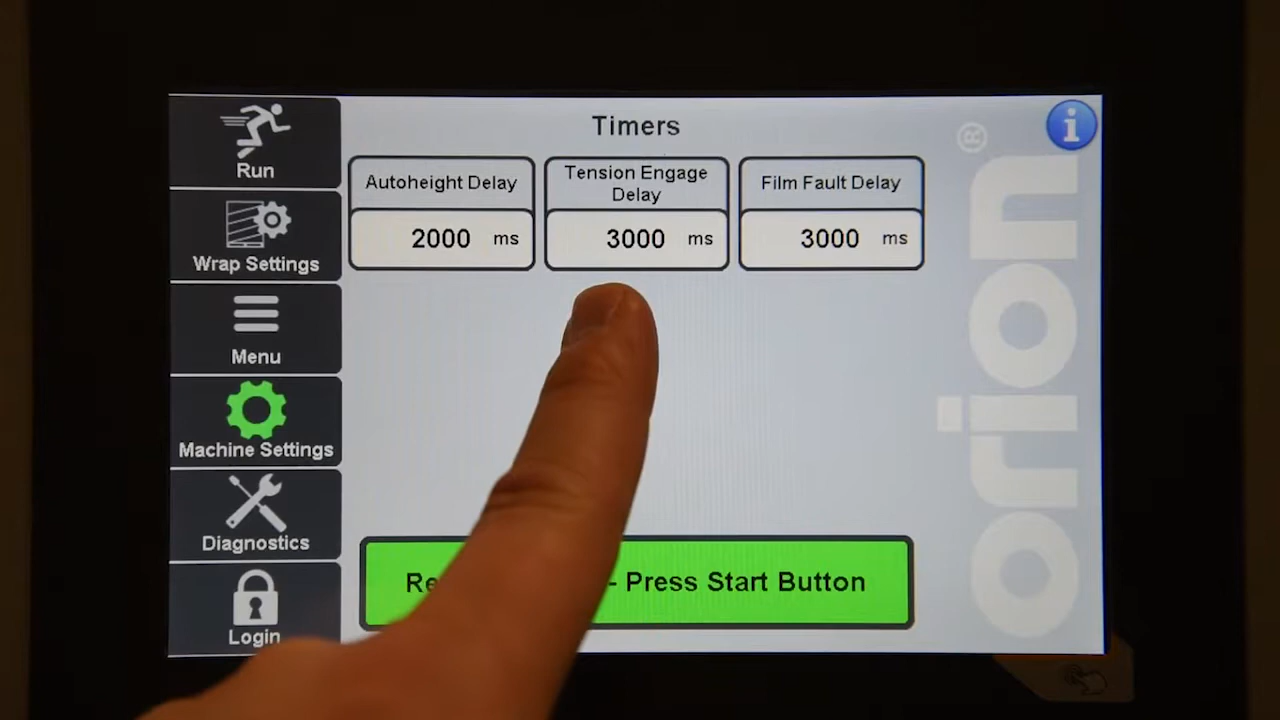 Timers
Run
Wrap Settings
Menu
Machine Settings
Diagnostics
Login
Autoheight Delay
2000 ms
Tension Engage
Delay
3000 ms
Film Fault Delay
3000 ms
- Press Start Button
i
orion®